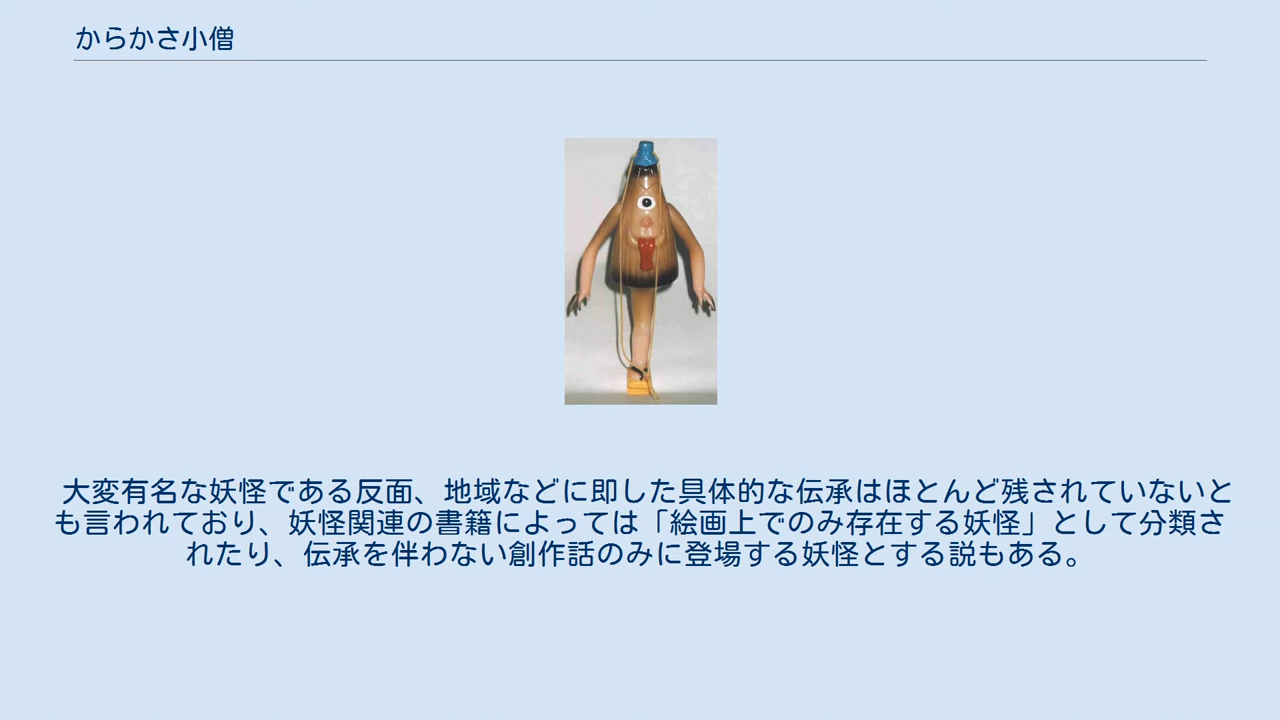 からかさ小僧
大変有名な妖怪である反面、地域などに即した具体的な伝承はほとんど残されていないと
も言われており、妖怪関連の書籍によっては「絵画上でのみ存在する妖怪」として分類さ
れたり、伝承を伴わない創作話のみに登場する妖怪とする説もある。